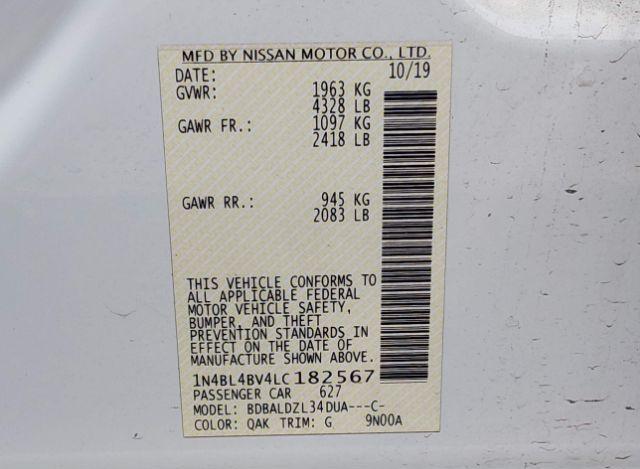 MFD BY NISSAN MOTOR CO., LTD.
DATE: 10/19
GVWR: 1963 KG
4328 LB
GAWR FR.: 1097 KG
2418 LB
GAWR RR.: 945 KG
2083 LB
THIS VEHICLE CONFORMS TO
ALL APPLICABLE FEDERAL
MOTOR VEHICLE SAFETY,
BUMPER, AND THEFT
PREVENTION STANDARDS IN
EFFECT ON THE DATE OF
MANUFACTURE SHOWN ABOVE.
1N4BL4BV4LC182567
PASSENGER CAR 627
MODEL: BDBALDZL34DUA---C-
COLOR: QAK TRIM: G 9N00A